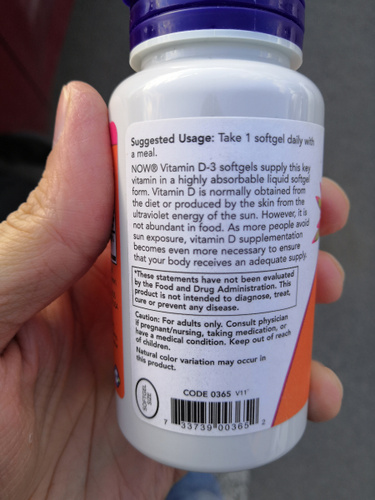 Suggested Usage: Take 1 softgel daily with
a meal.
NOW® Vitamin D-3 softgels supply this key
vitamin in a highly absorbable liquid softgel
form. Vitamin D is normally obtained from
the diet or produced by the skin from the
ultraviolet energy of the sun. However, it is
not abundant in food. As more people avoid
sun exposure, vitamin D supplementation
becomes even more necessary to ensure
that your body receives an adequate supply.
*These statements have not been evaluated
by the Food and Drug Administration. This
product is not intended to diagnose, treat,
cure or prevent any disease.
Caution: For adults only. Consult physician
if pregnant/nursing, taking medication, or
have a medical condition. Keep out of reach
of children.
Natural color variation may occur in
this product.
CODE 0365 V11
7 33739 00365 2